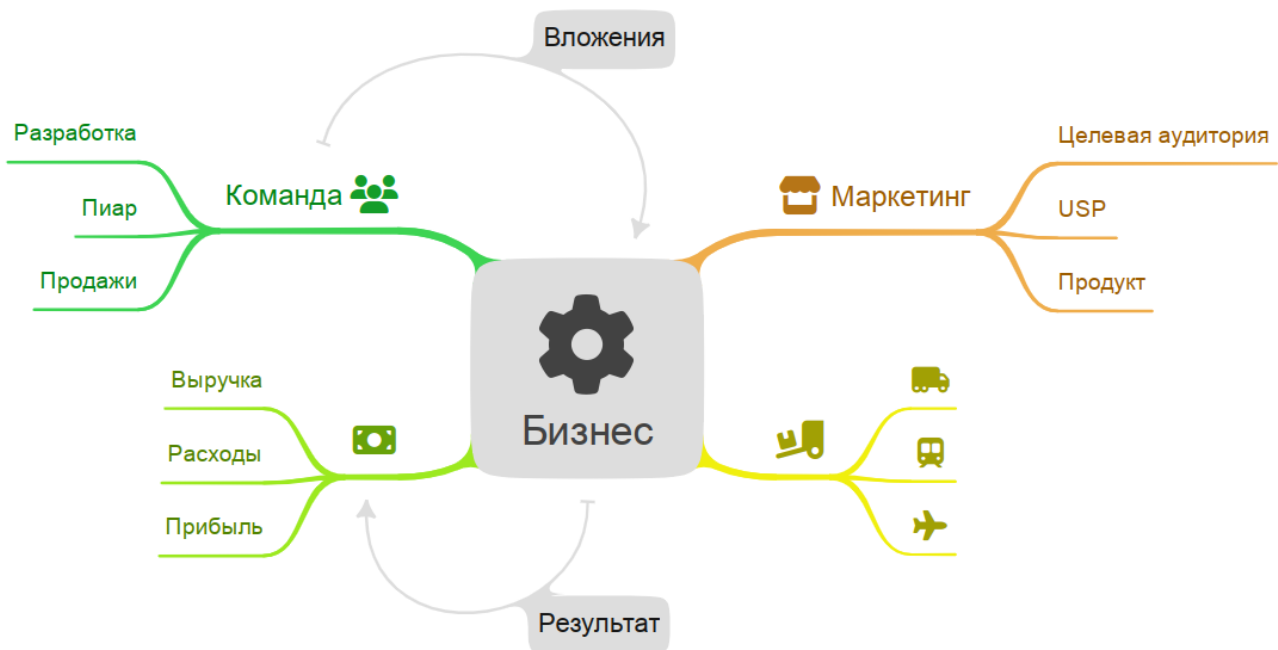 Вложения
Разработка
Пиар
Продажи
Команда
Маркетинг
Целевая аудитория
USP
Продукт
Бизнес
Выручка
Расходы
Прибыль
Результат